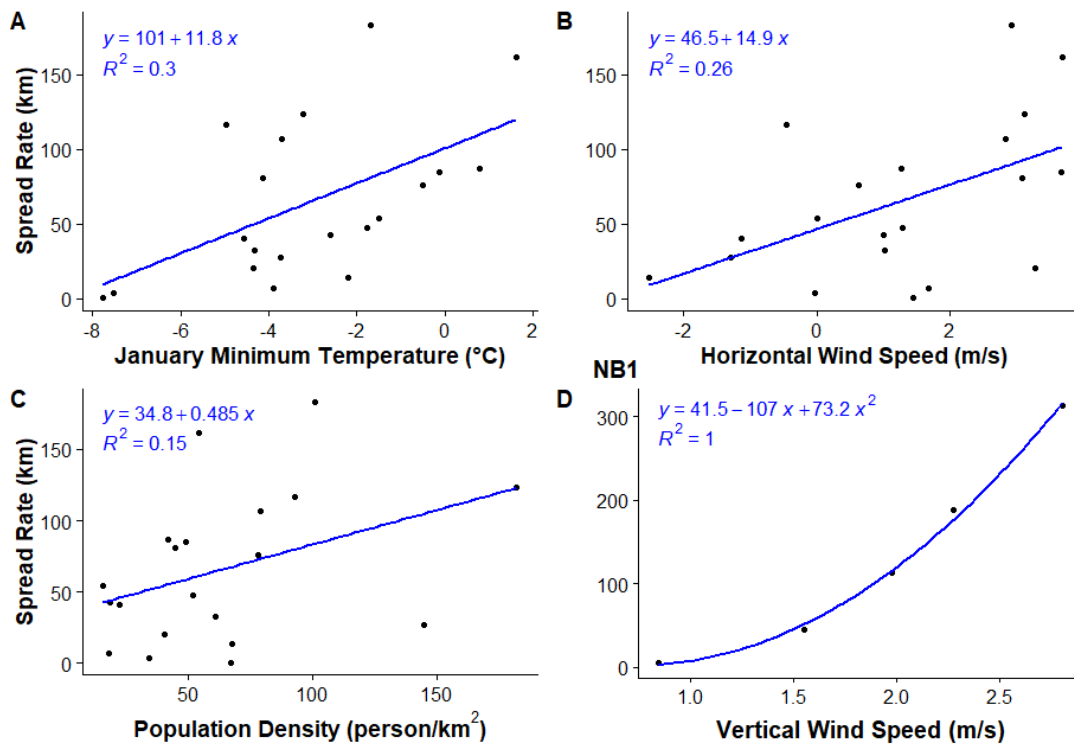 A
y = 101 + 11.8 x
R² = 0.3
Spread Rate (km)
150
100
50
0
-8
-6
-4
-2
0
2
January Minimum Temperature (°C)
B
y = 46.5 + 14.9 x
R² = 0.26
150
100
50
0
-2
0
2
Horizontal Wind Speed (m/s)
C
y = 34.8 + 0.485 x
R² = 0.15
Spread Rate (km)
150
100
50
0
50
100
150
Population Density (person/km²)
NB1
D
y = 41.5 − 107 x + 73.2 x²
R² = 1
300
200
100
0
1.0
1.5
2.0
2.5
Vertical Wind Speed (m/s)